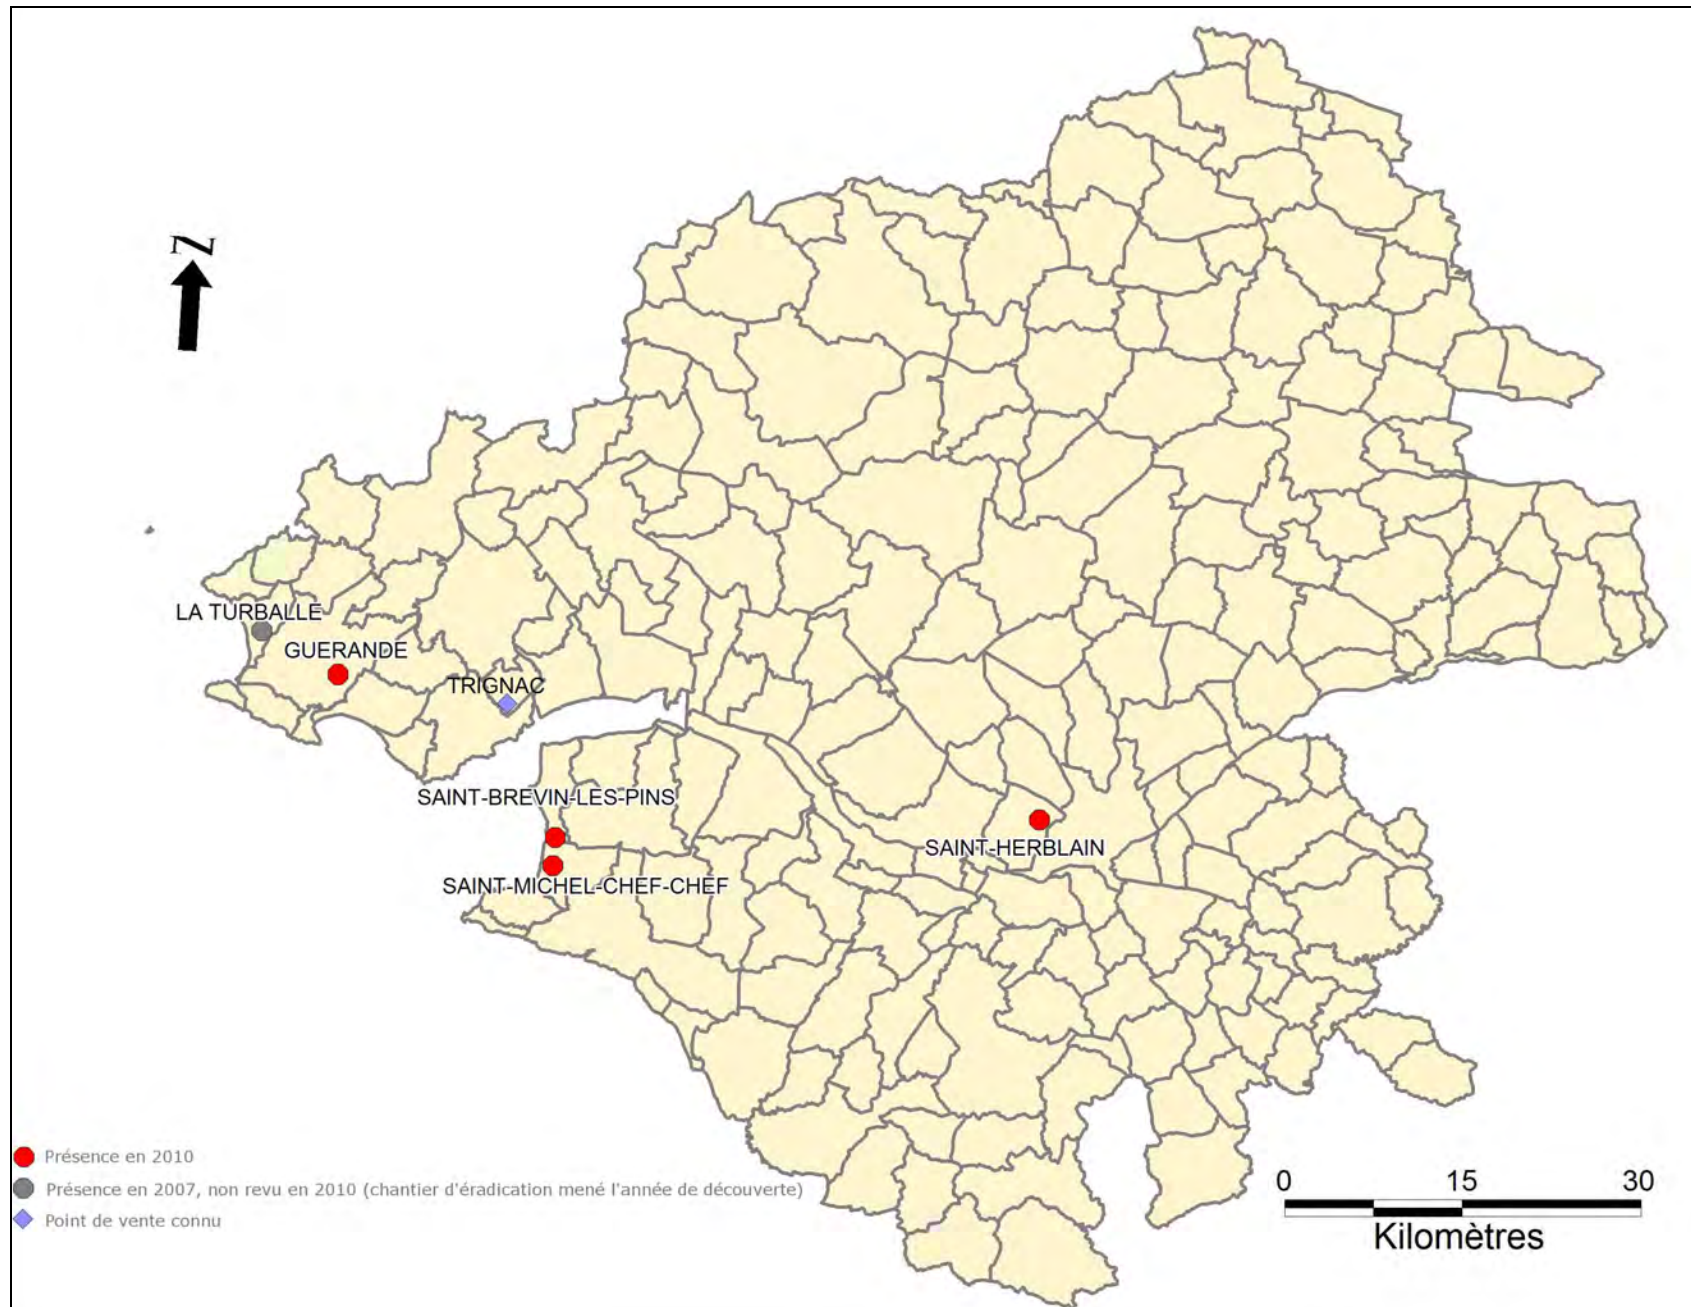 N
LA TURBALLE
GUERANDE
TRIGNAC
SAINT-BREVIN-LES-PINS
SAINT-HERBLAIN
SAINT-MICHEL-CHEF-CHEF
Présence en 2010
Présence en 2007, non revu en 2010 (chantier d'éradication mené l'année de découverte)
Point de vente connu
0 15 30
Kilomètres